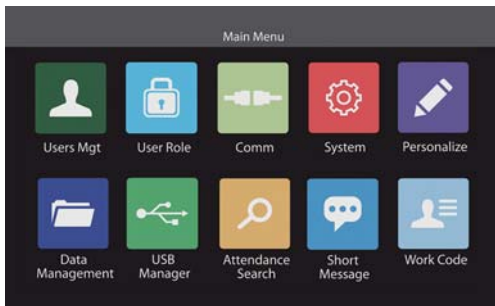 Main Menu
Users Mgt
User Role
Comm
System
Personalize
Data
Management
USB
Manager
Attendance
Search
Short
Message
Work Code